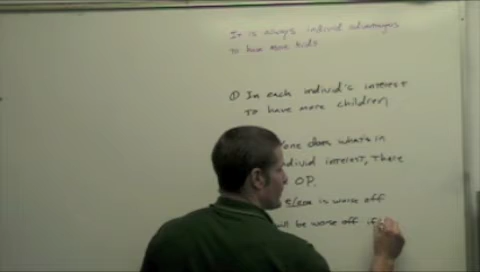 It is always individ advantageous
to have more kids
① In each individ's interest
to have more children
one does what's in
individ interest, there
OP.
else is worse off
be worse off if